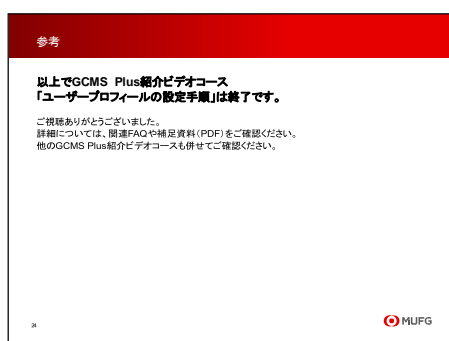 参考
以上でGCMS Plus紹介ビデオコース
「ユーザープロフィールの設定手順」は終了です。
ご視聴ありがとうございました。
詳細については、関連FAQや補足資料(PDF)をご確認ください。
他のGCMS Plus紹介ビデオコースも併せてご確認ください。
24
MUFG